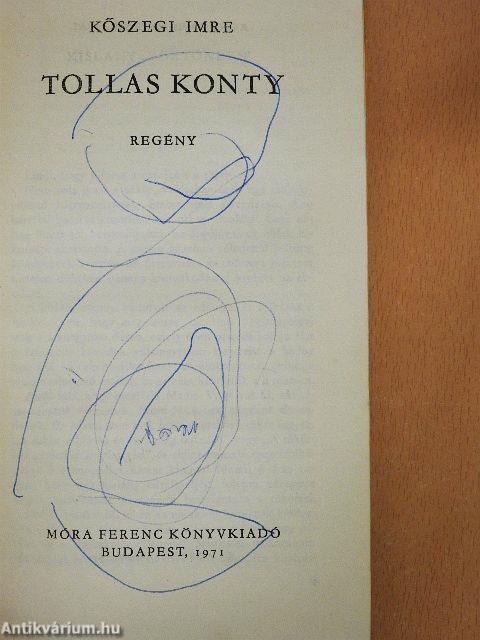 KŐSZEGI IMRE
TOLLAS KONTY
REGÉNY
MÓRA FERENC KÖNYVKIADÓ
BUDAPEST, 1971
Antikvárium.hu